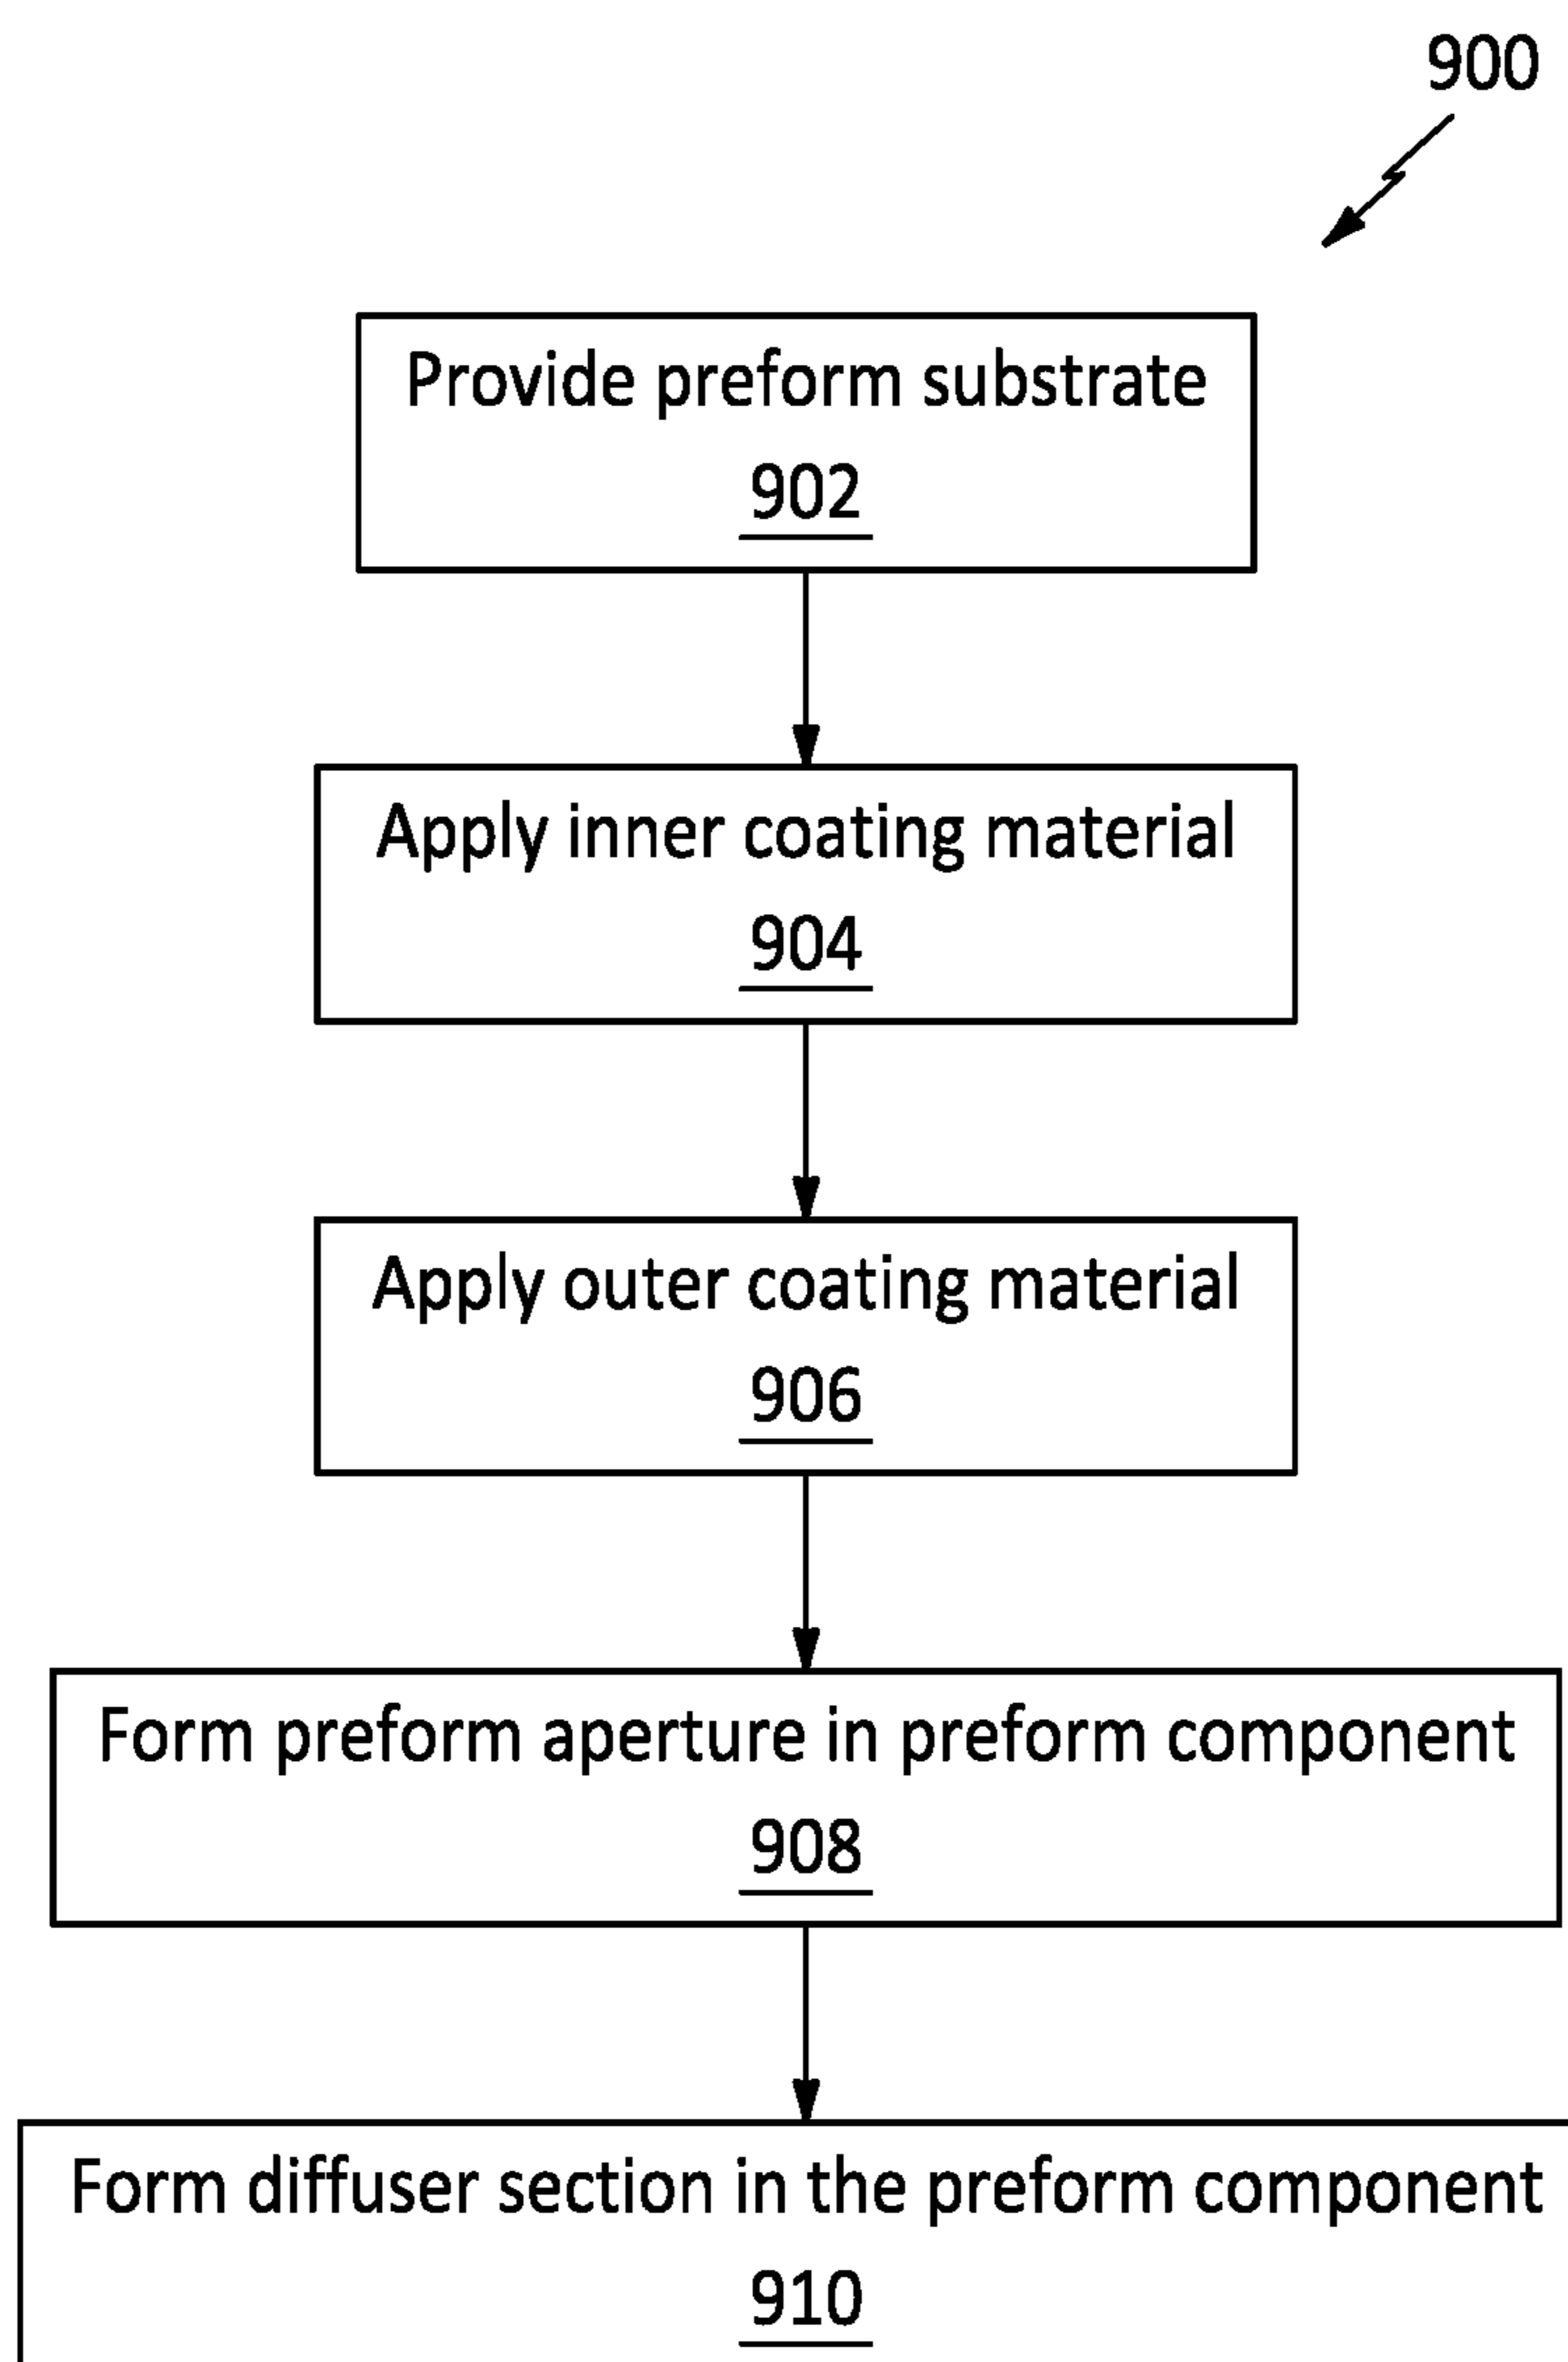 900
Provide preform substrate
902
Apply inner coating material
904
Apply outer coating material
906
Form preform aperture in preform component
908
Form diffuser section in the preform component
910